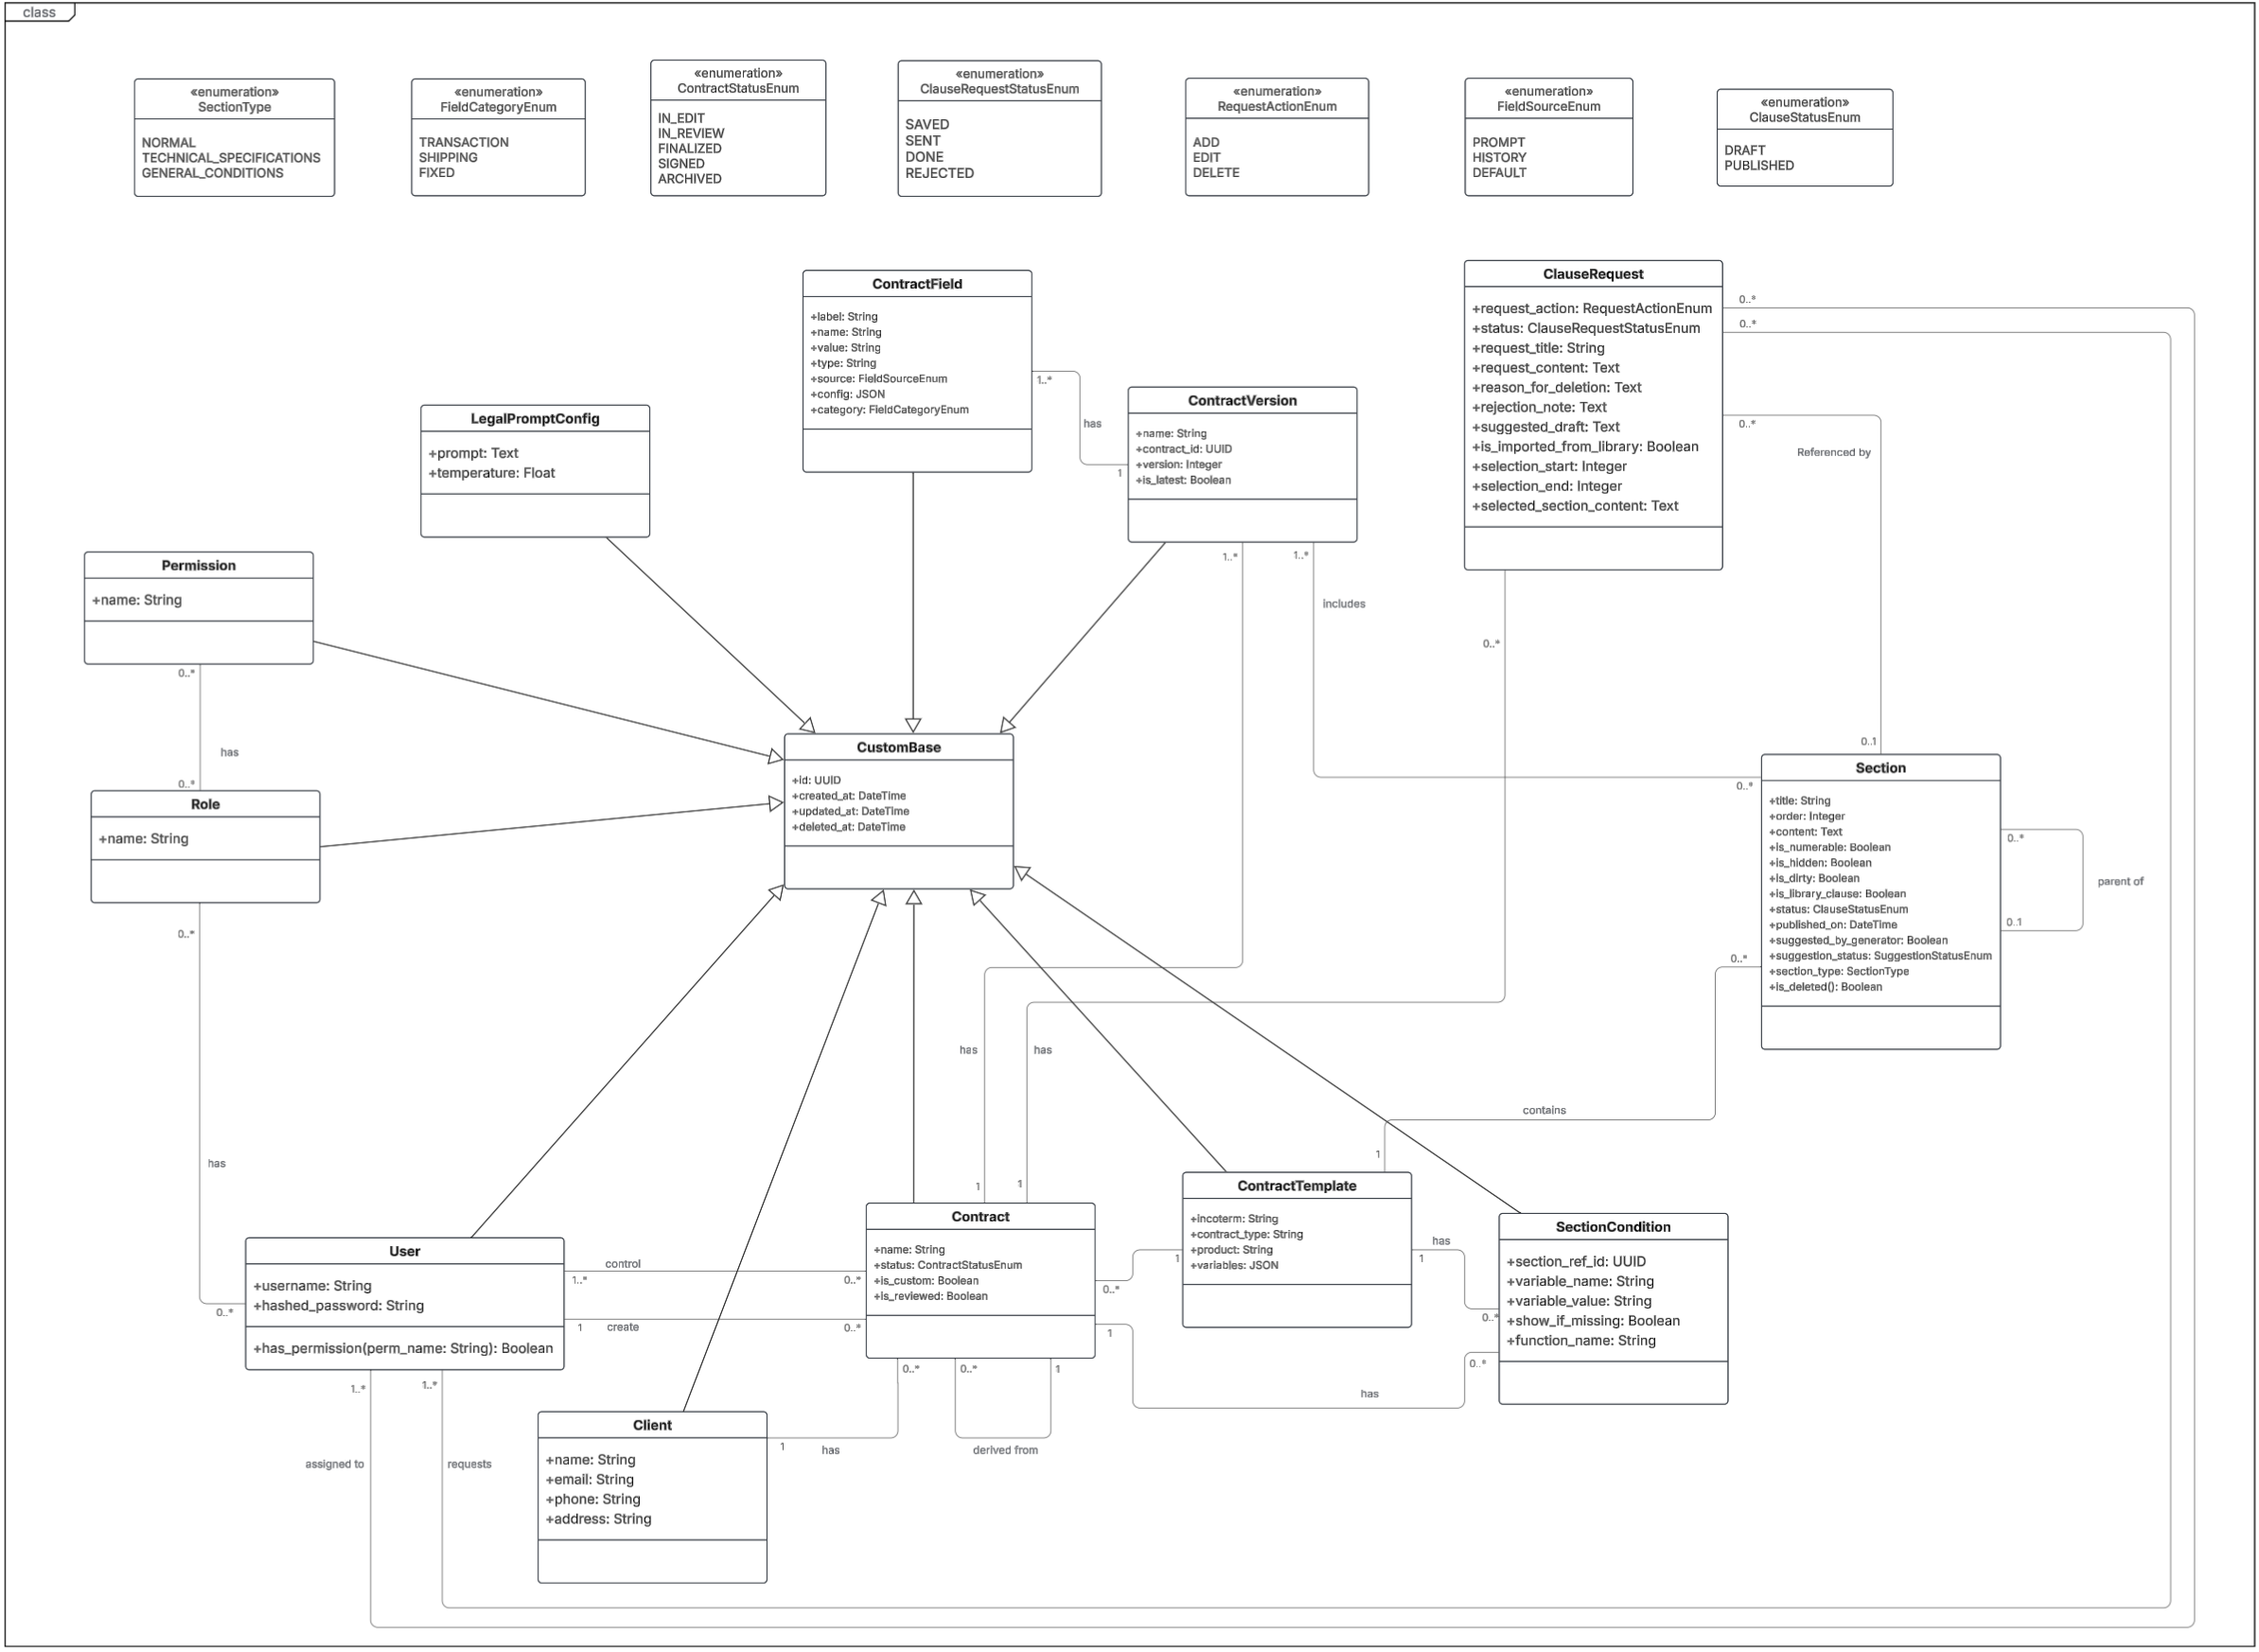 class
«enumeration»
SectionType
NORMAL
TECHNICAL_SPECIFICATIONS
GENERAL_CONDITIONS
«enumeration»
FieldCategoryEnum
TRANSACTION
SHIPPING
FIXED
«enumeration»
ContractStatusEnum
IN_EDIT
IN_REVIEW
FINALIZED
SIGNED
ARCHIVED
«enumeration»
ClauseRequestStatusEnum
SAVED
SENT
DONE
REJECTED
«enumeration»
RequestActionEnum
ADD
EDIT
DELETE
«enumeration»
FieldSourceEnum
PROMPT
HISTORY
DEFAULT
«enumeration»
ClauseStatusEnum
DRAFT
PUBLISHED
ContractField
+label: String
+name: String
+value: String
+type: String
+source: FieldSourceEnum
+config: JSON
+category: FieldCategoryEnum
1..*
has
1
ContractVersion
+name: String
+contract_id: UUID
+version: Integer
+is_latest: Boolean
1..*
1..*
includes
ClauseRequest
+request_action: RequestActionEnum
+status: ClauseRequestStatusEnum
+request_title: String
+request_content: Text
+reason_for_deletion: Text
+rejection_note: Text
+suggested_draft: Text
+is_imported_from_library: Boolean
+selection_start: Integer
+selection_end: Integer
+selected_section_content: Text
0..*
0..*
0..*
Referenced by
0..*
0..1
LegalPromptConfig
+prompt: Text
+temperature: Float
Permission
+name: String
0..*
has
0..*
Role
+name: String
0..*
has
0..*
CustomBase
+id: UUID
+created_at: DateTime
+updated_at: DateTime
+deleted_at: DateTime
0..*
Section
+title: String
+order: Integer
+content: Text
+is_numerable: Boolean
+is_hidden: Boolean
+is_dirty: Boolean
+is_library_clause: Boolean
+status: ClauseStatusEnum
+published_on: DateTime
+suggested_by_generator: Boolean
+suggestion_status: SuggestionStatusEnum
+section_type: SectionType
+is_deleted(): Boolean
0..*
parent of
0..1
0..*
has
has
contains
1
1
1
User
+username: String
+hashed_password: String
+has_permission(perm_name: String): Boolean
control
1..*
0..*
1
create
0..*
Contract
+name: String
+status: ContractStatusEnum
+is_custom: Boolean
+is_reviewed: Boolean
ContractTemplate
+incoterm: String
+contract_type: String
+product: String
+variables: JSON
1
0..*
has
1
0..*
SectionCondition
+section_ref_id: UUID
+variable_name: String
+variable_value: String
+show_if_missing: Boolean
+function_name: String
1
0..*
has
0..*
0..*
1
derived from
1..*
1..*
assigned to
requests
Client
+name: String
+email: String
+phone: String
+address: String
1
has